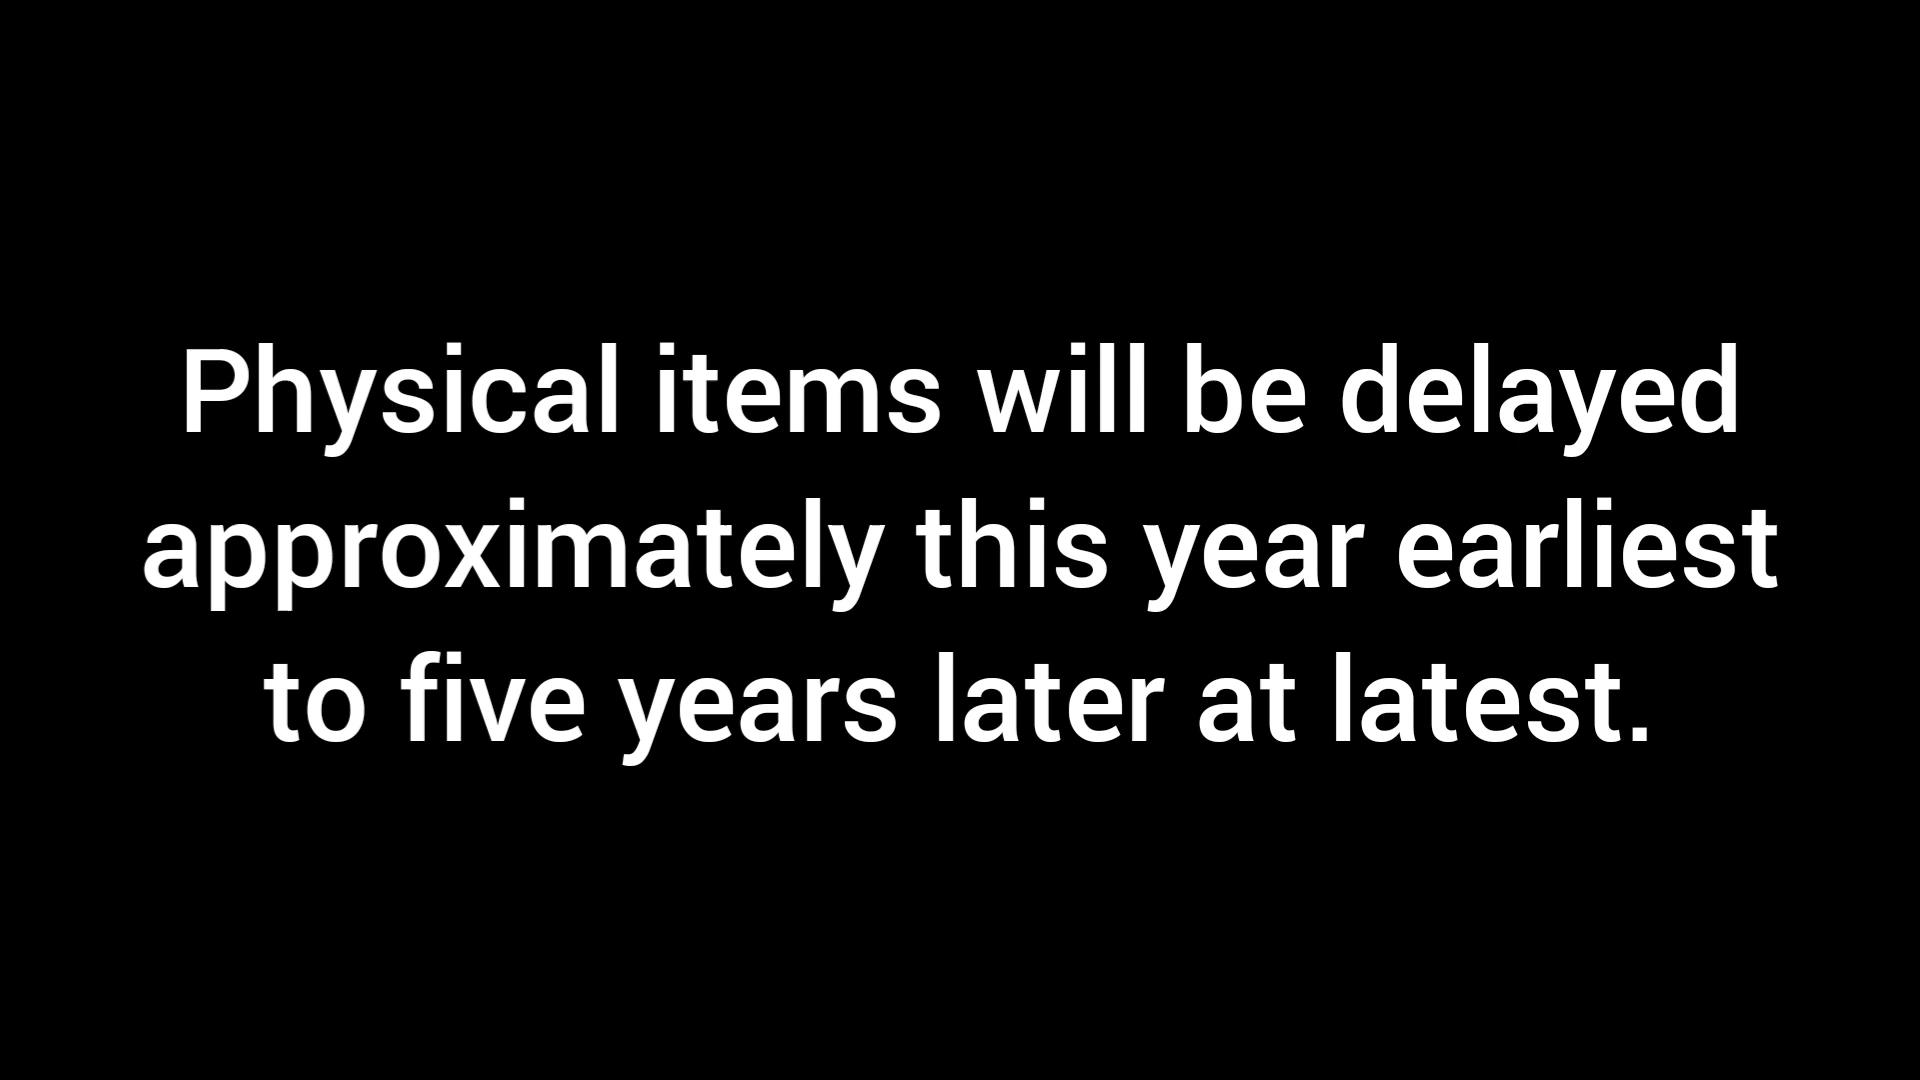 Physical items will be delayed
approximately this year earliest
to five years later at latest.